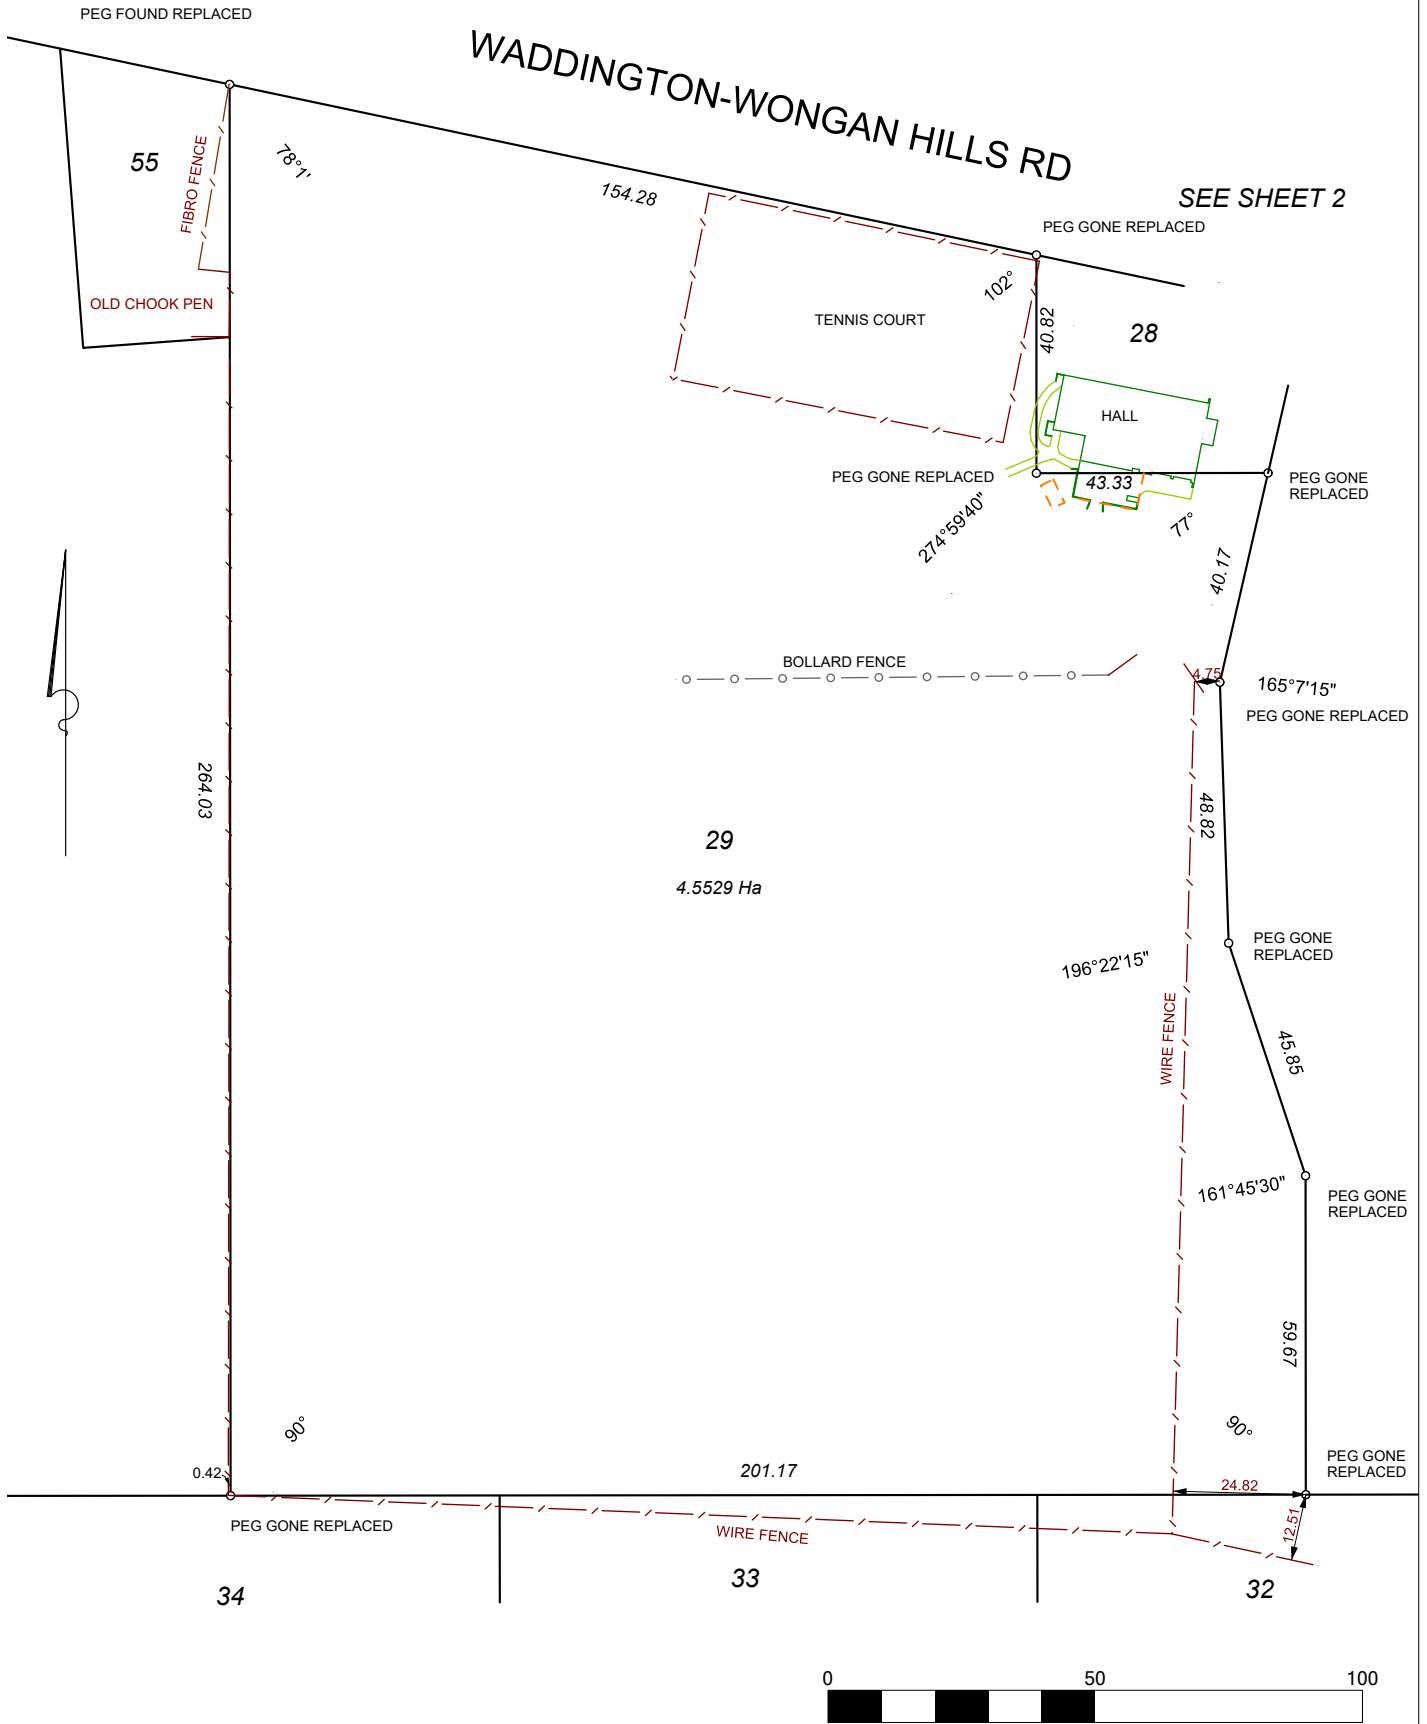 PEG FOUND REPLACED
WADDINGTON-WONGAN HILLS RD
55
FIBRO FENCE
78°1'
154.28
SEE SHEET 2
PEG GONE REPLACED
102°
OLD CHOOK PEN
TENNIS COURT
40.82
28
HALL
PEG GONE REPLACED
43.33
PEG GONE
REPLACED
274°59'40"
77°
40.17
BOLLARD FENCE
4.75
165°7'15"
PEG GONE REPLACED
264.03
48.82
29
4.5529 Ha
PEG GONE
REPLACED
196°22'15"
WIRE FENCE
45.85
161°45'30"
PEG GONE
REPLACED
59.67
90°
90°
0.42
201.17
24.82
PEG GONE
REPLACED
PEG GONE REPLACED
WIRE FENCE
12.51
34
33
32
0 50 100